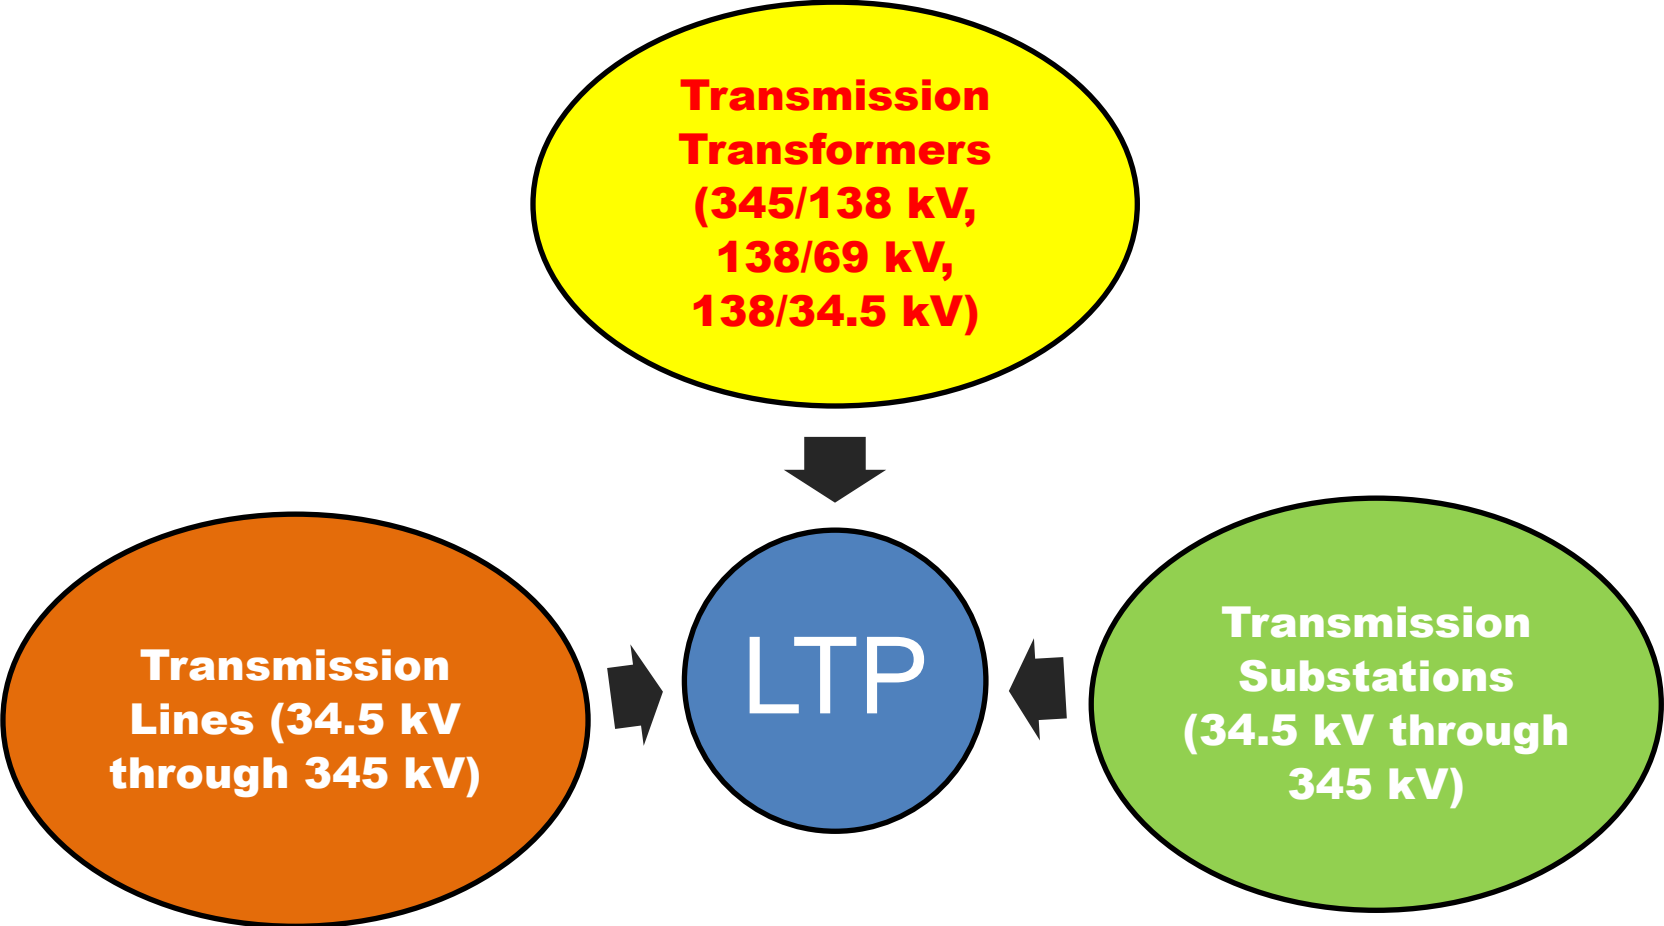 Transmission
Transformers
(345/138 kV,
138/69 kV,
138/34.5 kV)
Transmission
Lines (34.5 kV
through 345 kV)
LTP
Transmission
Substations
(34.5 kV through
345 kV)